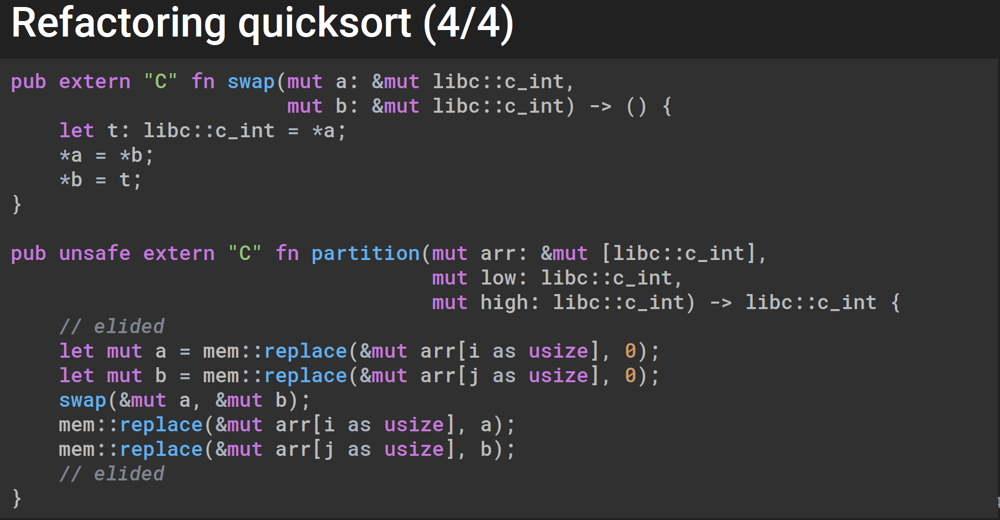 Refactoring quicksort (4/4)
pub extern "C" fn swap(mut a: &mut libc::c_int,
                       mut b: &mut libc::c_int) -> () {
    let t: libc::c_int = *a;
    *a = *b;
    *b = t;
}

pub unsafe extern "C" fn partition(mut arr: &mut [libc::c_int],
                                   mut low: libc::c_int,
                                   mut high: libc::c_int) -> libc::c_int {
    // elided
    let mut a = mem::replace(&mut arr[i as usize], 0);
    let mut b = mem::replace(&mut arr[j as usize], 0);
    swap(&mut a, &mut b);
    mem::replace(&mut arr[i as usize], a);
    mem::replace(&mut arr[j as usize], b);
    // elided
}